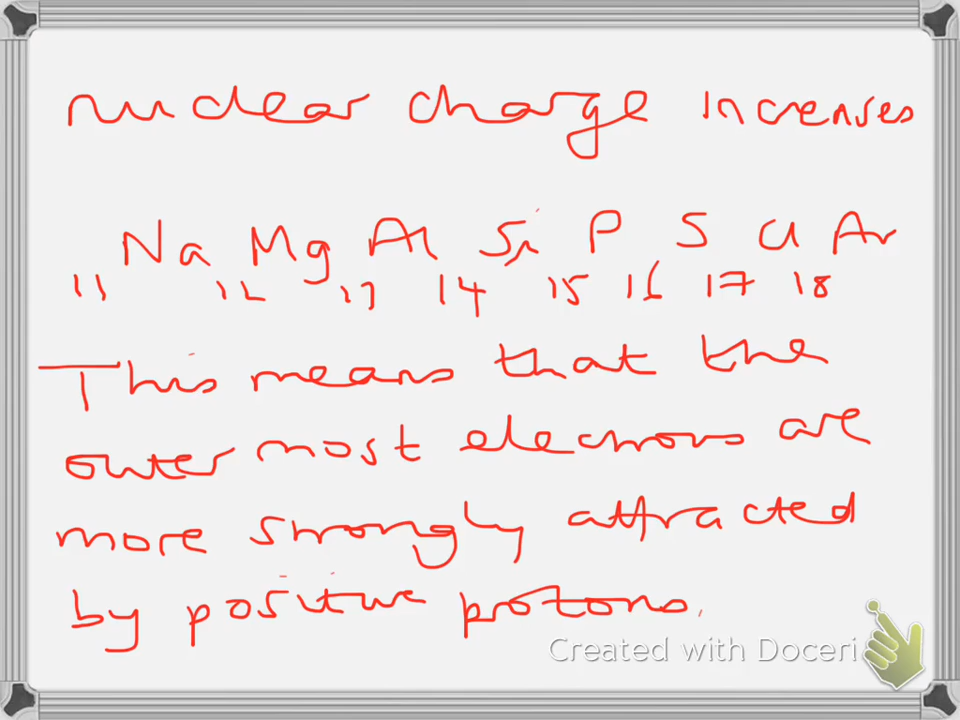 nuclear charge increases
Na Mg Al Si P S Cl Ar
11 12 13 14 15 16 17 18
This means that the
outer most electrons are
more strongly attracted
by positive protons.
Created with Doceri